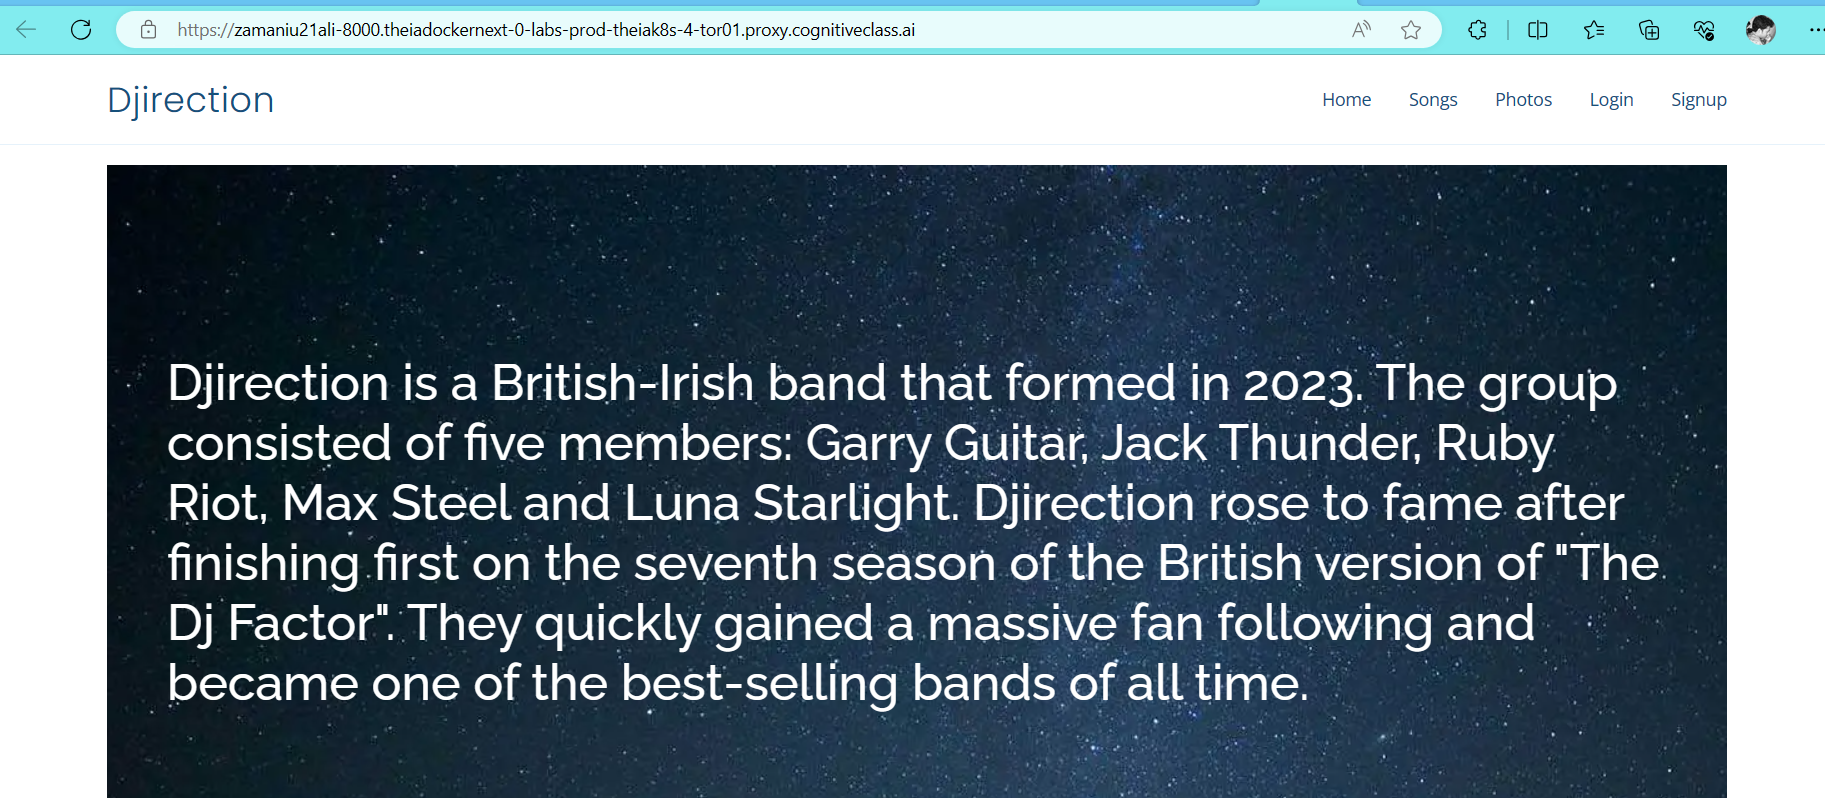 https://zamaniu21ali-8000.theiadockernext-0-labs-prod-theiak8s-4-tor01.proxy.cognitiveclass.ai
Djirection
Home Songs Photos Login Signup
Djirection is a British-Irish band that formed in 2023. The group
consisted of five members: Garry Guitar, Jack Thunder, Ruby
Riot, Max Steel and Luna Starlight. Djirection rose to fame after
finishing first on the seventh season of the British version of "The
Dj Factor". They quickly gained a massive fan following and
became one of the best-selling bands of all time.